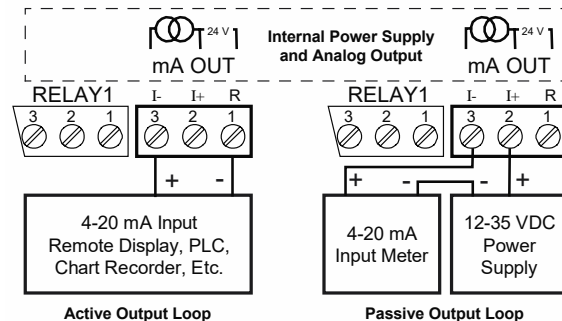 24 V
mA OUT
Internal Power Supply
and Analog Output
24 V
mA OUT
RELAY1
I- I+ R
3 2 1
3 2 1
RELAY1
I- I+ R
3 2 1
3 2 1
+ -
4-20 mA Input
Remote Display, PLC,
Chart Recorder, Etc.
Active Output Loop
+ - - +
4-20 mA
Input Meter
12-35 VDC
Power
Supply
Passive Output Loop